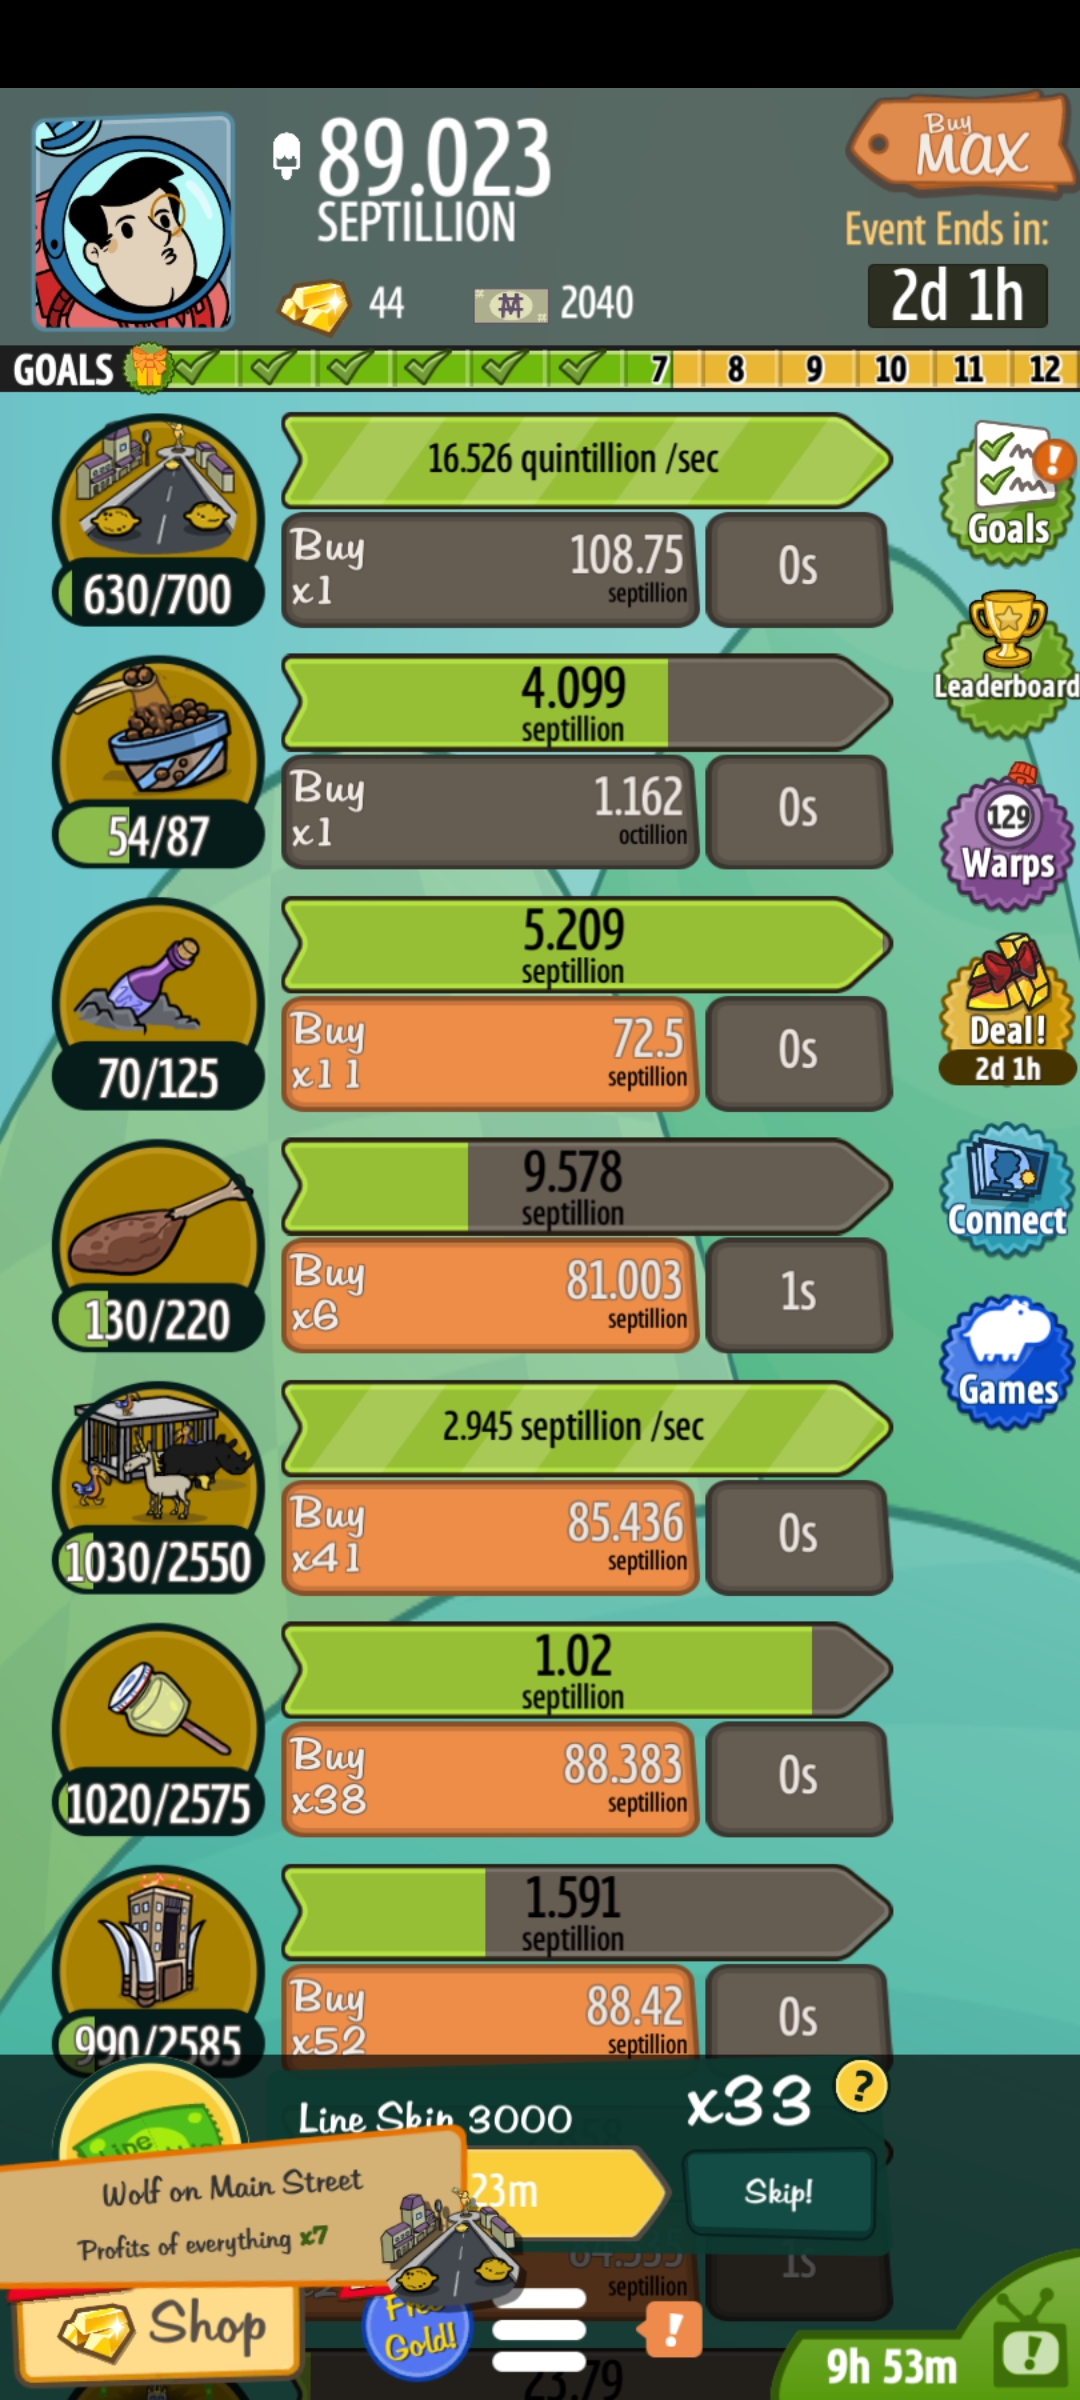 89.023
SEPTILLION
Buy
MAX
Event Ends in:
2d 1h
44
2040
GOALS
7
8
9
10
11
12
16.526 quintillion /sec
Buy
x1
108.75
septillion
0s
630/700
Goals
Leaderboard
4.099
septillion
Buy
x1
1.162
octillion
0s
54/87
129
Warps
5.209
septillion
Buy
x11
72.5
septillion
0s
70/125
Deal!
2d 1h
9.578
septillion
Buy
x6
81.003
septillion
1s
130/220
Connect
Games
2.945 septillion /sec
Buy
x41
85.436
septillion
0s
1030/2550
1.02
septillion
Buy
x38
88.383
septillion
0s
1020/2575
1.591
septillion
Buy
x52
88.42
septillion
0s
990/2585
Line Skip 3000
x33
?
23m
Skip!
Wolf on Main Street
Profits of everything x7
septillion
1s
Shop
Free
Gold!
!
9h 53m
23.79